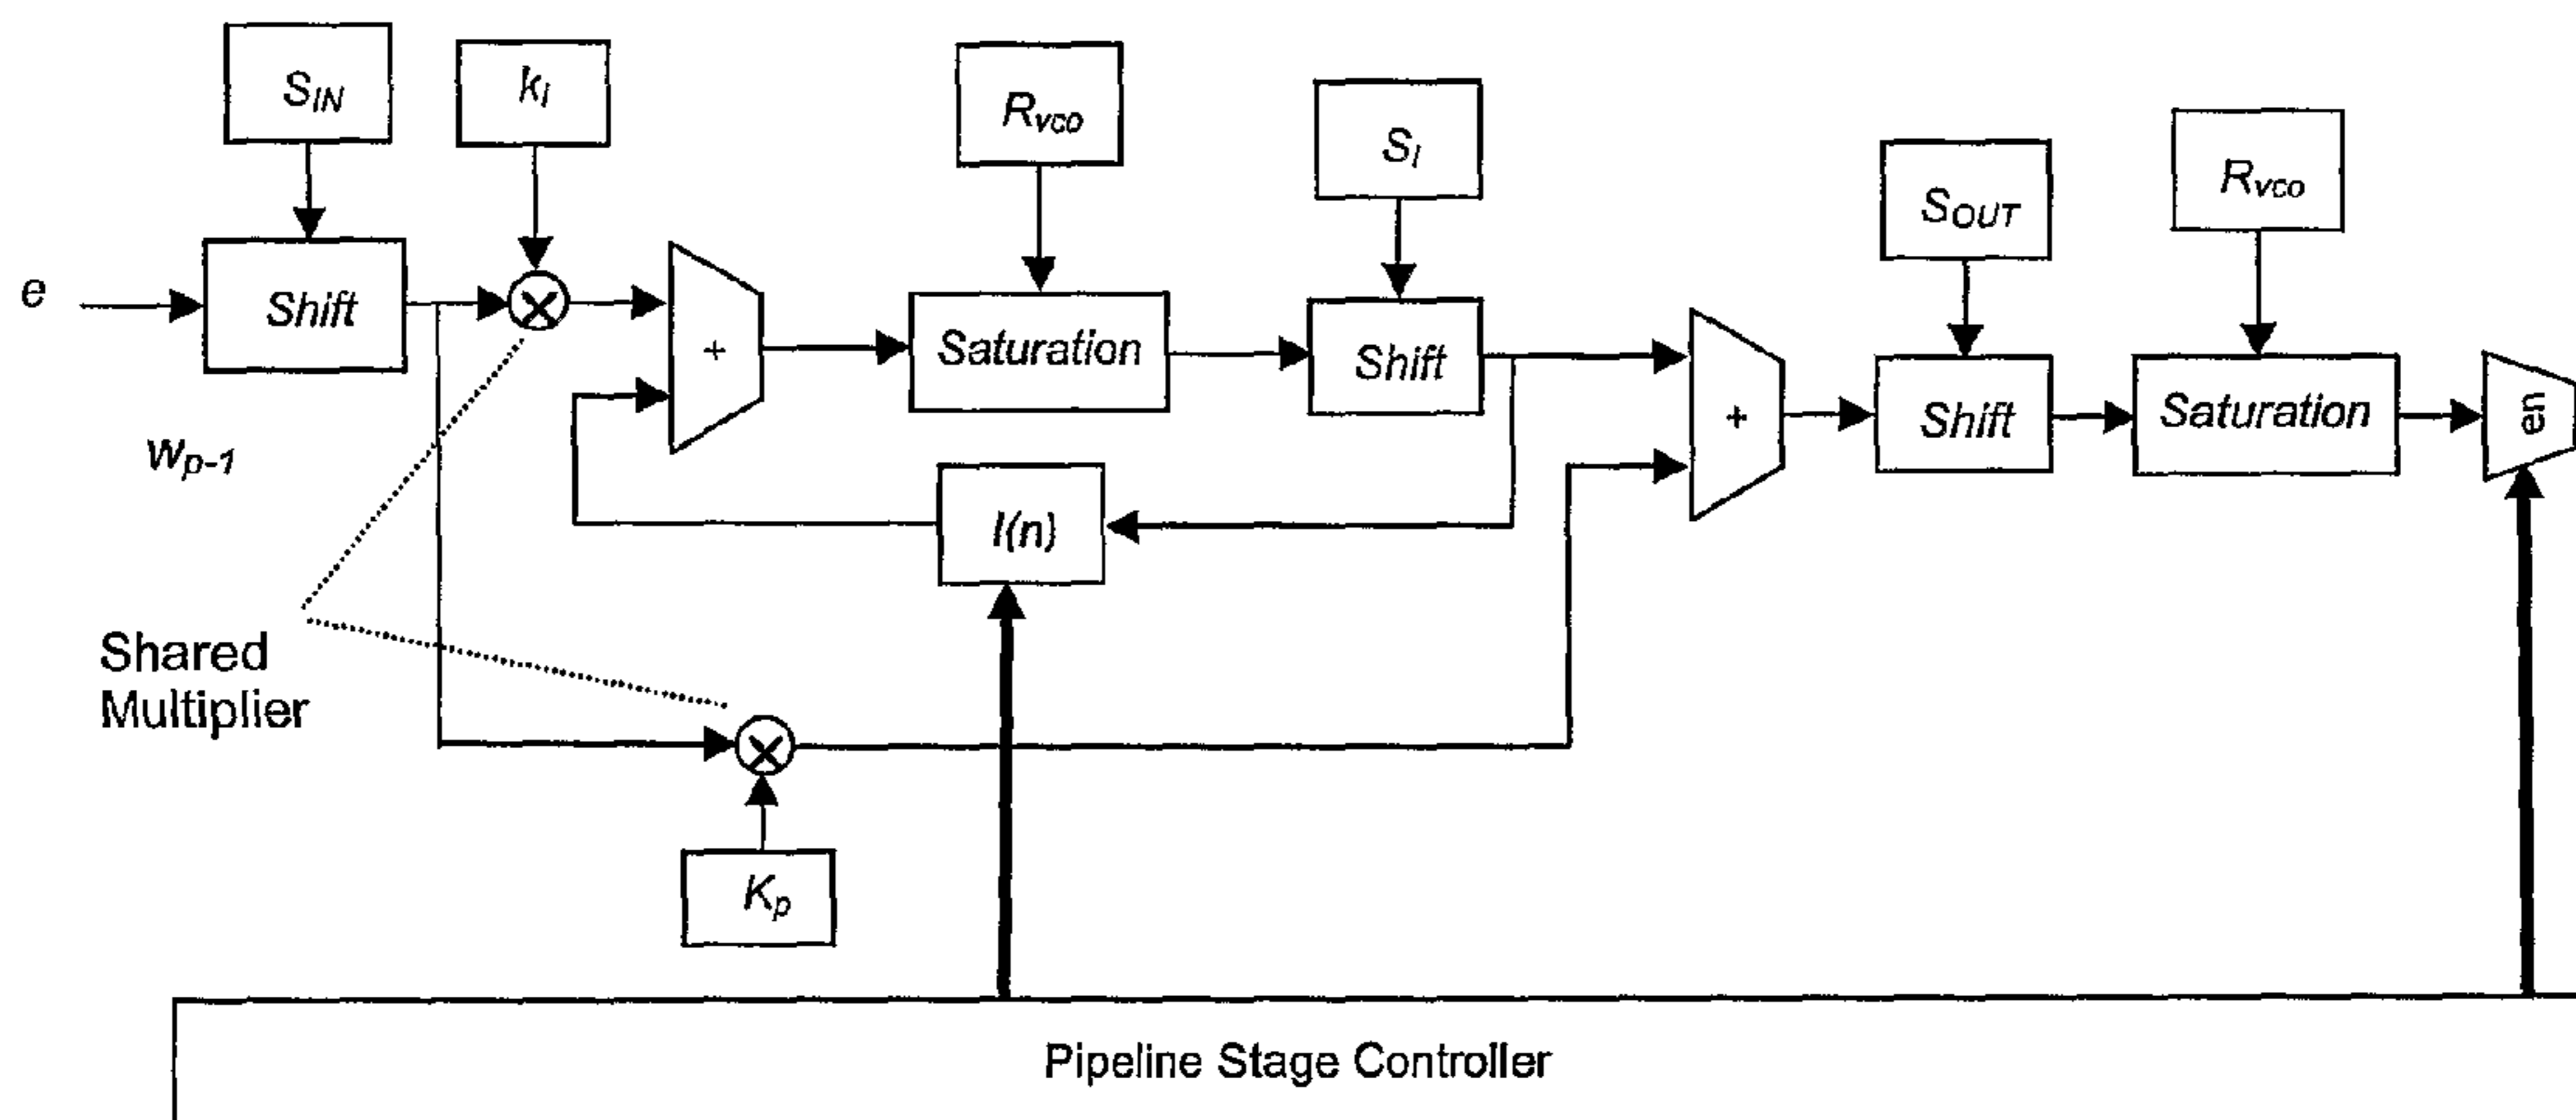 S_IN
k_I
R_vco
S_I
S_OUT
R_vco
e
Shift
×
+
Saturation
Shift
+
Shift
Saturation
en
w_p-1
I(n)
Shared
Multiplier
×
K_p
Pipeline Stage Controller